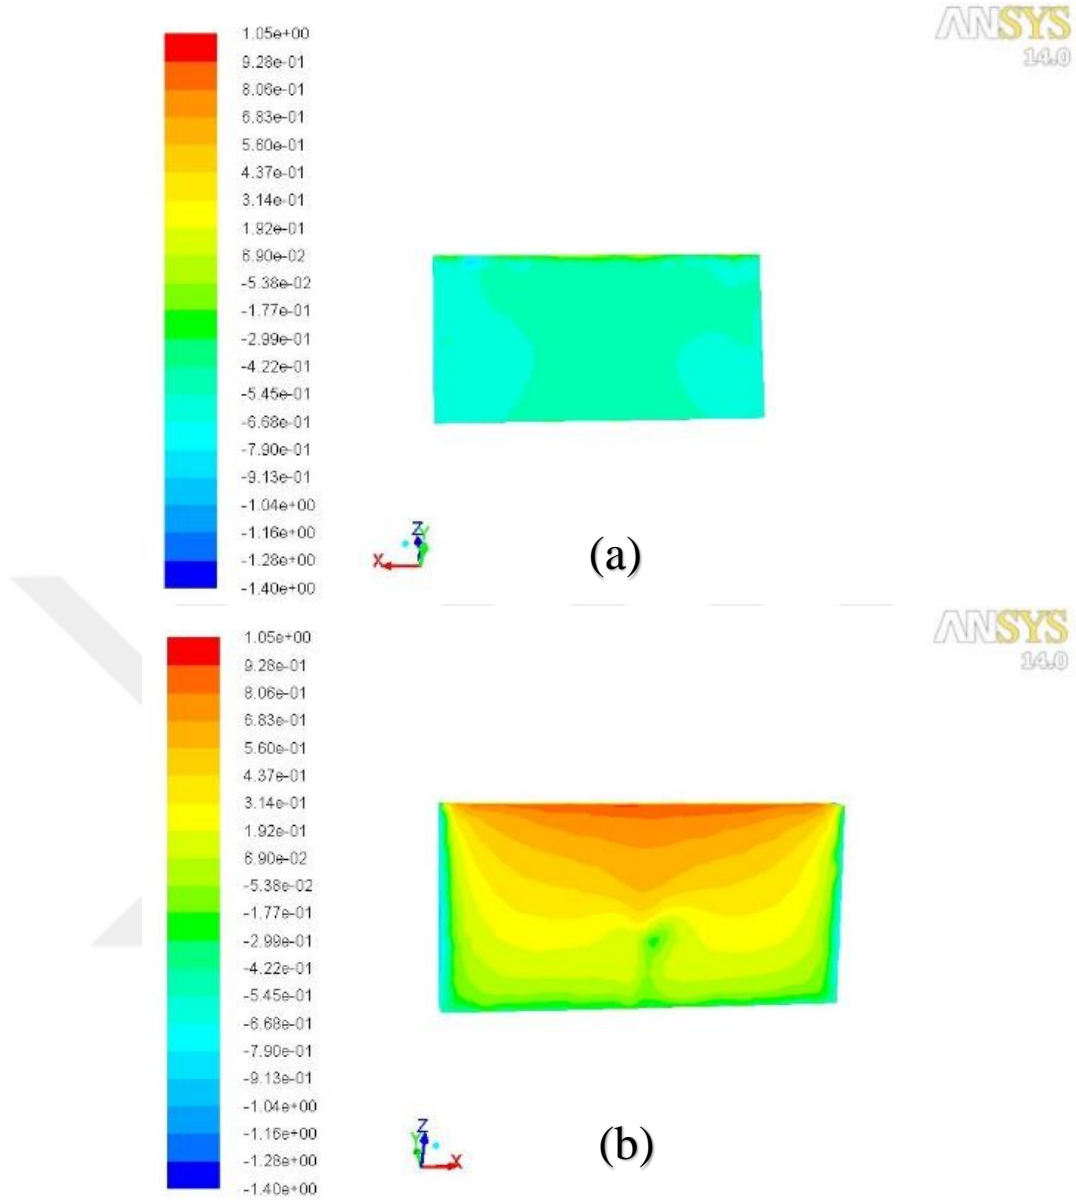 ANSYS
14.0
1.05e+00
9.28e-01
8.06e-01
6.83e-01
5.60e-01
4.37e-01
3.14e-01
1.92e-01
6.90e-02
-5.38e-02
-1.77e-01
-2.99e-01
-4.22e-01
-5.45e-01
-6.68e-01
-7.90e-01
-9.13e-01
-1.04e+00
-1.16e+00
-1.28e+00
-1.40e+00
Z
Y
X
(a)
ANSYS
14.0
1.05e+00
9.28e-01
8.06e-01
6.83e-01
5.60e-01
4.37e-01
3.14e-01
1.92e-01
6.90e-02
-5.38e-02
-1.77e-01
-2.99e-01
-4.22e-01
-5.45e-01
-6.68e-01
-7.90e-01
-9.13e-01
-1.04e+00
-1.16e+00
-1.28e+00
-1.40e+00
Z
Y
X
(b)